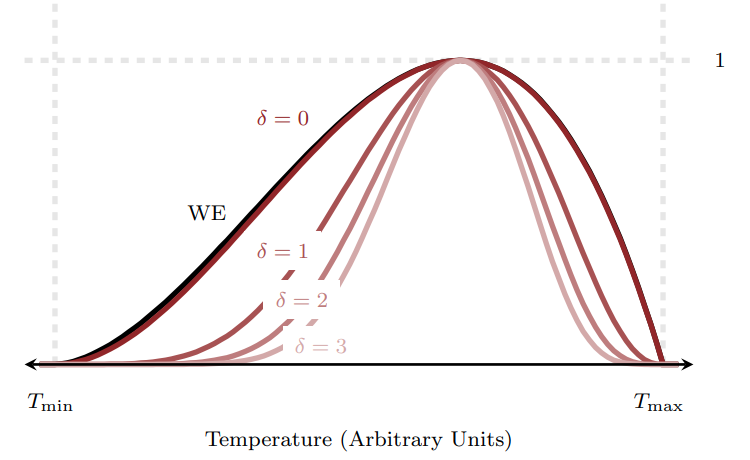 1
δ = 0
WE
δ = 1
δ = 2
δ = 3
T_min T_max
Temperature (Arbitrary Units)